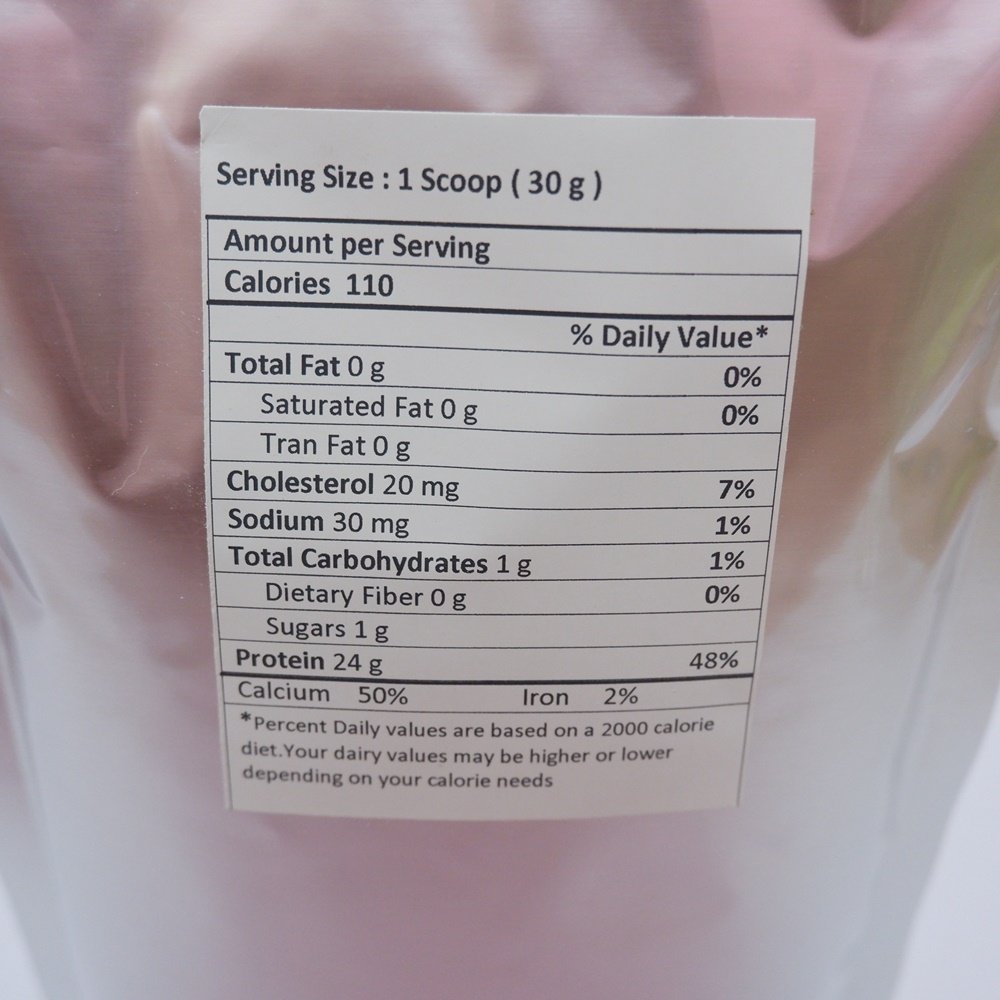 Serving Size : 1 Scoop ( 30 g )
Amount per Serving
Calories 110
% Daily Value*
Total Fat 0 g 0%
Saturated Fat 0 g 0%
Tran Fat 0 g
Cholesterol 20 mg 7%
Sodium 30 mg 1%
Total Carbohydrates 1 g 1%
Dietary Fiber 0 g 0%
Sugars 1 g
Protein 24 g 48%
Calcium 50% Iron 2%
*Percent Daily values are based on a 2000 calorie
diet.Your dairy values may be higher or lower
depending on your calorie needs